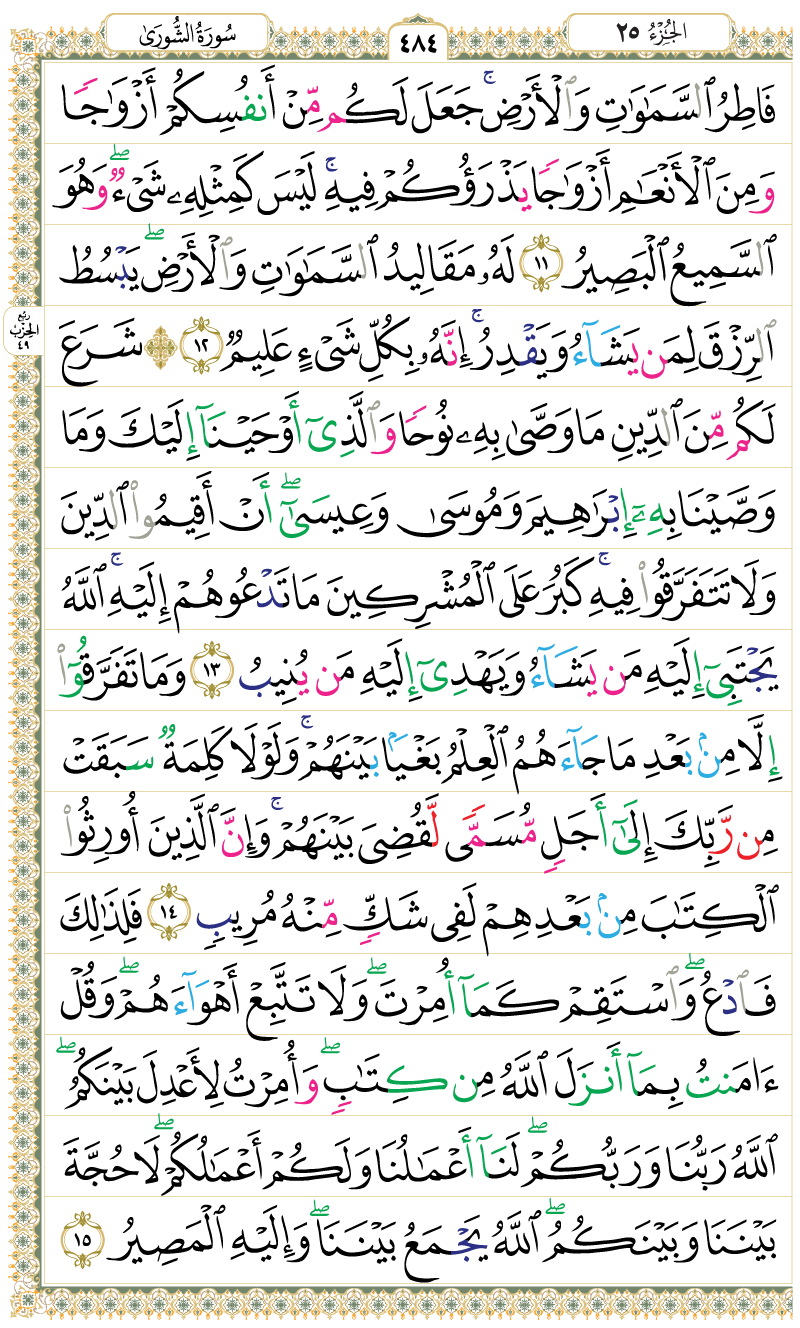 الجُزْءُ ٢٥
٤٨٤
سُورَةُ الشُّورَىٰ
فَاطِرُ ٱلسَّمَٰوَٰتِ وَٱلْأَرْضِ ۚ جَعَلَ لَكُم مِّنْ أَنفُسِكُمْ أَزْوَٰجًا
وَمِنَ ٱلْأَنْعَٰمِ أَزْوَٰجًا يَذْرَؤُكُمْ فِيهِ ۚ لَيْسَ كَمِثْلِهِۦ شَىْءٌ ۖ وَهُوَ
ٱلسَّمِيعُ ٱلْبَصِيرُ ١١ لَهُۥ مَقَالِيدُ ٱلسَّمَٰوَٰتِ وَٱلْأَرْضِ ۖ يَبْسُطُ
ٱلرِّزْقَ لِمَن يَشَآءُ وَيَقْدِرُ ۚ إِنَّهُۥ بِكُلِّ شَىْءٍ عَلِيمٌ ١٢ ۞ شَرَعَ
ربع
الحزب
٤٩
لَكُم مِّنَ ٱلدِّينِ مَا وَصَّىٰ بِهِۦ نُوحًا وَٱلَّذِىٓ أَوْحَيْنَآ إِلَيْكَ وَمَا
وَصَّيْنَا بِهِۦٓ إِبْرَٰهِيمَ وَمُوسَىٰ وَعِيسَىٰٓ ۖ أَنْ أَقِيمُوا۟ ٱلدِّينَ
وَلَا تَتَفَرَّقُوا۟ فِيهِ ۚ كَبُرَ عَلَى ٱلْمُشْرِكِينَ مَا تَدْعُوهُمْ إِلَيْهِ ۚ ٱللَّهُ
يَجْتَبِىٓ إِلَيْهِ مَن يَشَآءُ وَيَهْدِىٓ إِلَيْهِ مَن يُنِيبُ ١٣ وَمَا تَفَرَّقُوٓا۟
إِلَّا مِنۢ بَعْدِ مَا جَآءَهُمُ ٱلْعِلْمُ بَغْيًۢا بَيْنَهُمْ ۚ وَلَوْلَا كَلِمَةٌ سَبَقَتْ
مِن رَّبِّكَ إِلَىٰٓ أَجَلٍ مُّسَمًّى لَّقُضِىَ بَيْنَهُمْ ۚ وَإِنَّ ٱلَّذِينَ أُورِثُوا۟
ٱلْكِتَٰبَ مِنۢ بَعْدِهِمْ لَفِى شَكٍّ مِّنْهُ مُرِيبٍ ١٤ فَلِذَٰلِكَ
فَٱدْعُ ۖ وَٱسْتَقِمْ كَمَآ أُمِرْتَ ۖ وَلَا تَتَّبِعْ أَهْوَآءَهُمْ ۖ وَقُلْ
ءَامَنتُ بِمَآ أَنزَلَ ٱللَّهُ مِن كِتَٰبٍ ۖ وَأُمِرْتُ لِأَعْدِلَ بَيْنَكُمُ ۖ
ٱللَّهُ رَبُّنَا وَرَبُّكُمْ ۖ لَنَآ أَعْمَٰلُنَا وَلَكُمْ أَعْمَٰلُكُمْ ۖ لَا حُجَّةَ
بَيْنَنَا وَبَيْنَكُمُ ۖ ٱللَّهُ يَجْمَعُ بَيْنَنَا ۖ وَإِلَيْهِ ٱلْمَصِيرُ ١٥